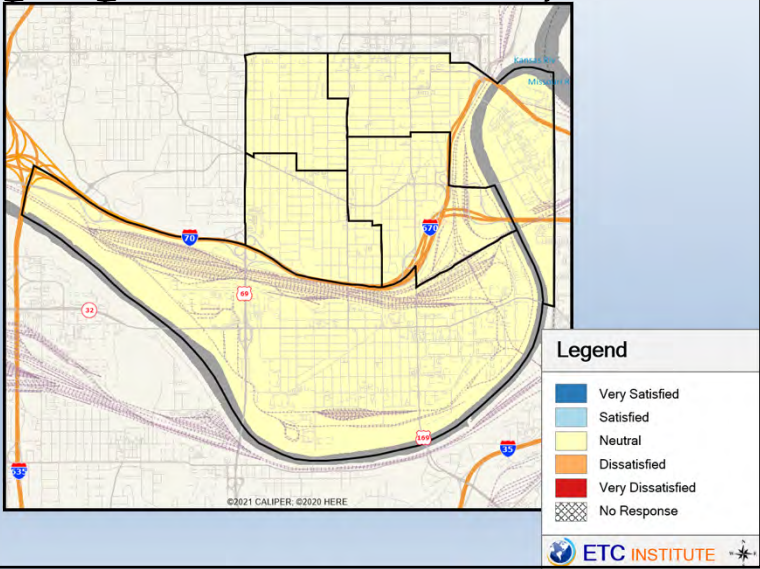 Kansas
Missouri R
70
670
69
32
169
635
35
©2021 CALIPER; ©2020 HERE
Legend
Very Satisfied
Satisfied
Neutral
Dissatisfied
Very Dissatisfied
No Response
ETC INSTITUTE